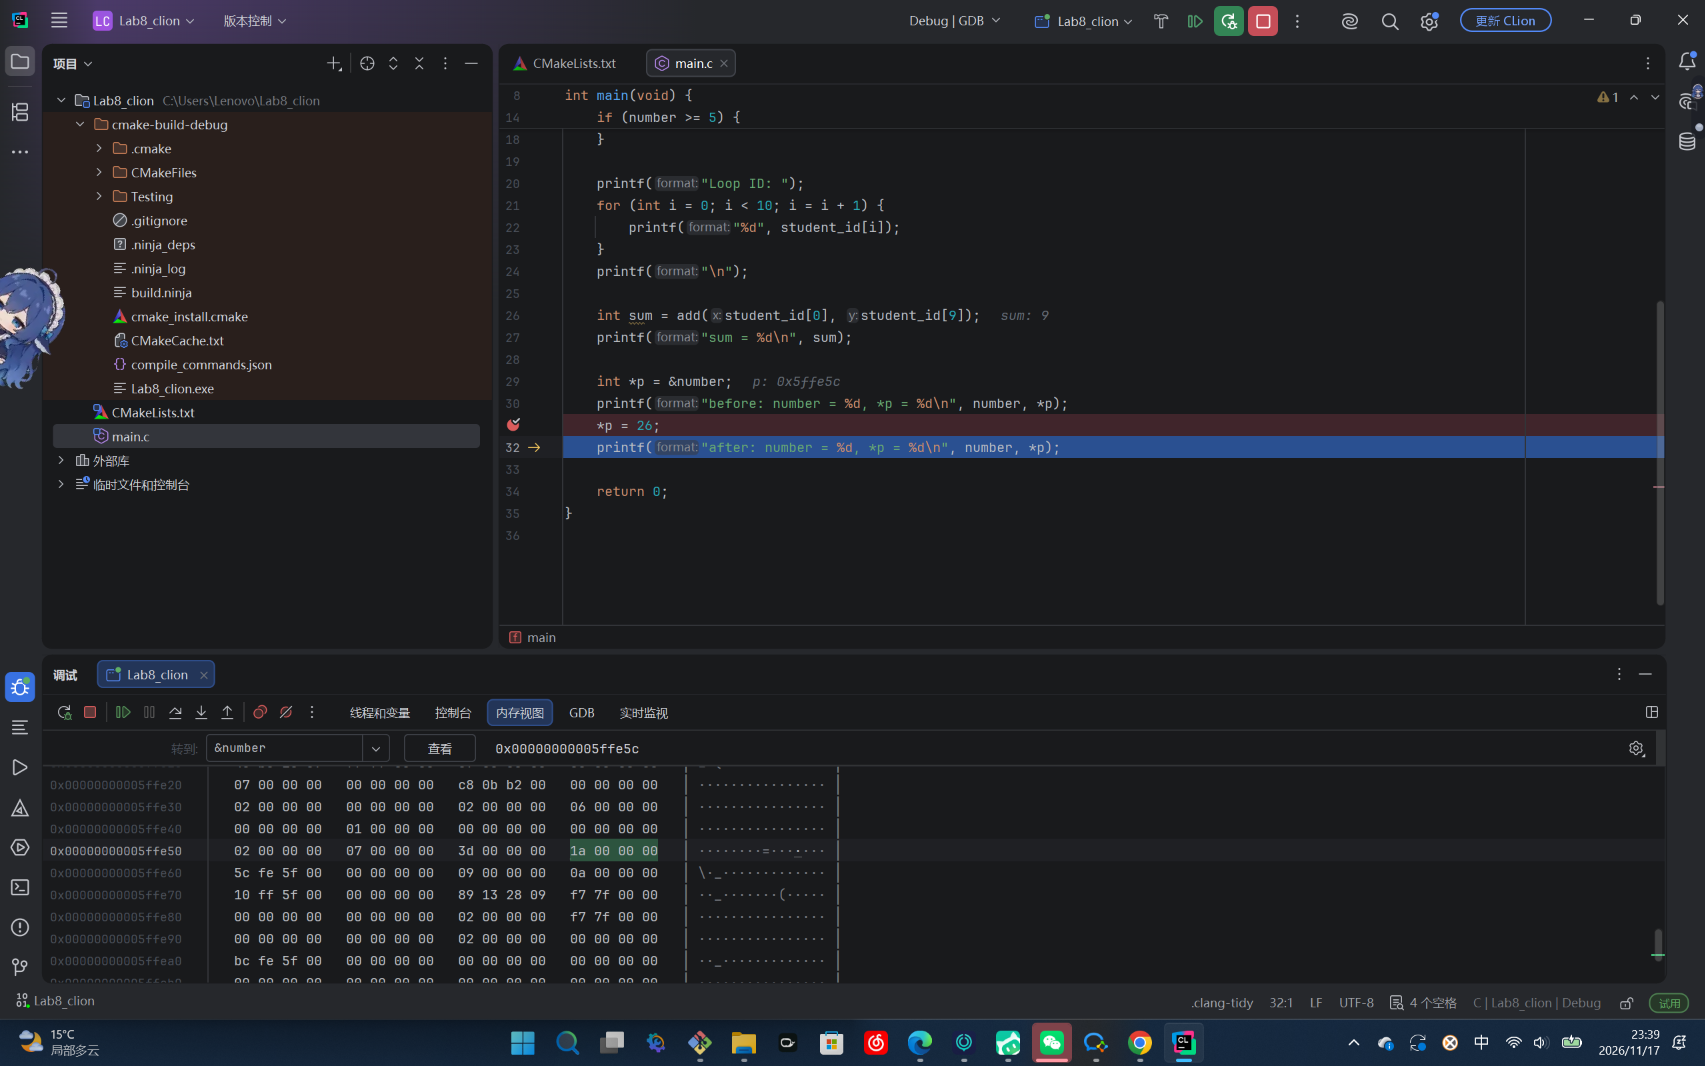 LC Lab8_clion 版本控制 Debug | GDB Lab8_clion 更新 CLion
项目
Lab8_clion C:\Users\Lenovo\Lab8_clion
cmake-build-debug
.cmake
CMakeFiles
Testing
.gitignore
.ninja_deps
.ninja_log
build.ninja
cmake_install.cmake
CMakeCache.txt
compile_commands.json
Lab8_clion.exe
CMakeLists.txt
main.c
外部库
临时文件和控制台
CMakeLists.txt main.c
8 int main(void) { 1
14 if (number >= 5) {
18 }
19
20 printf(format:"Loop ID: ");
21 for (int i = 0; i < 10; i = i + 1) {
22 printf(format:"%d", student_id[i]);
23 }
24 printf(format:"\n");
25
26 int sum = add(x:student_id[0], y:student_id[9]); sum: 9
27 printf(format:"sum = %d\n", sum);
28
29 int *p = &number; p: 0x5ffe5c
30 printf(format:"before: number = %d, *p = %d\n", number, *p);
*p = 26;
32 printf(format:"after: number = %d, *p = %d\n", number, *p);
33
34 return 0;
35 }
36
main
调试 Lab8_clion
线程和变量 控制台 内存视图 GDB 实时监视
转到: &number 查看 0x00000000005ffe5c
0x00000000005ffe20 07 00 00 00 00 00 00 00 c8 0b b2 00 00 00 00 00 ················
0x00000000005ffe30 02 00 00 00 00 00 00 00 02 00 00 00 06 00 00 00 ················
0x00000000005ffe40 00 00 00 00 01 00 00 00 00 00 00 00 00 00 00 00 ················
0x00000000005ffe50 02 00 00 00 07 00 00 00 3d 00 00 00 1a 00 00 00 ········=·······
0x00000000005ffe60 5c fe 5f 00 00 00 00 00 09 00 00 00 0a 00 00 00 \·_·············
0x00000000005ffe70 10 ff 5f 00 00 00 00 00 89 13 28 09 f7 7f 00 00 ··_·······(·····
0x00000000005ffe80 00 00 00 00 00 00 00 00 02 00 00 00 f7 7f 00 00 ················
0x00000000005ffe90 00 00 00 00 00 00 00 00 02 00 00 00 00 00 00 00 ················
0x00000000005ffea0 bc fe 5f 00 00 00 00 00 00 00 00 00 00 00 00 00 ··_·············
Lab8_clion .clang-tidy 32:1 LF UTF-8 4 个空格 C | Lab8_clion | Debug 试用
15°C
局部多云
中
23:39
2026/11/17